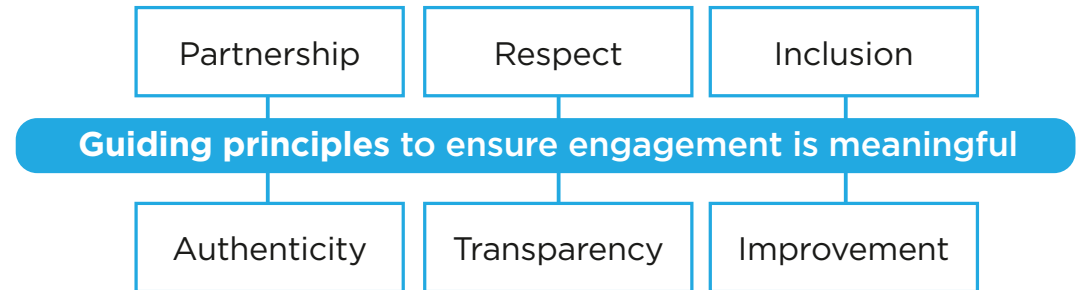 Partnership
Respect
Inclusion
Guiding principles to ensure engagement is meaningful
Authenticity
Transparency
Improvement